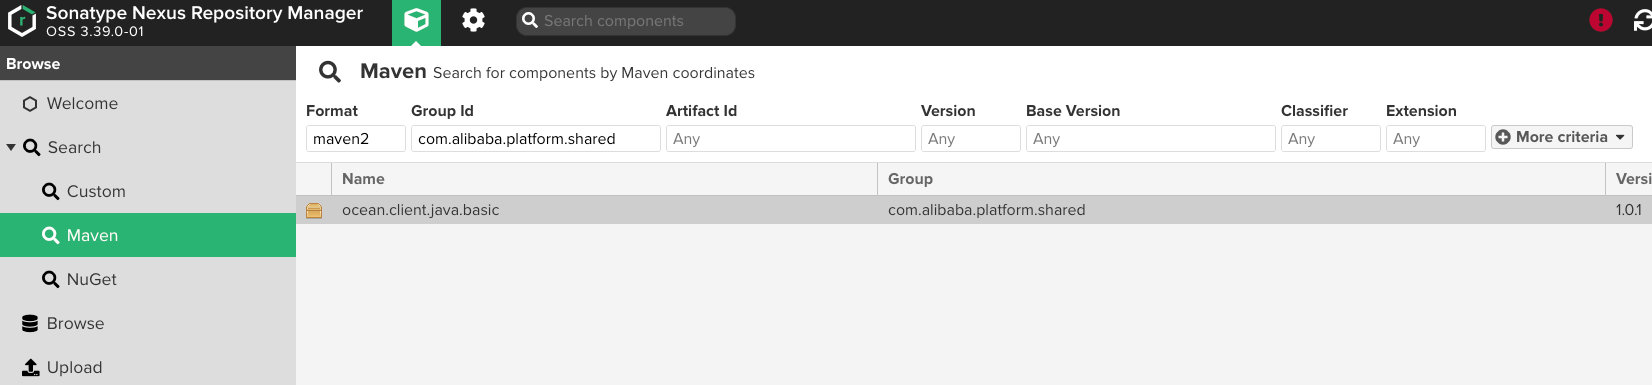 Sonatype Nexus Repository Manager
OSS 3.39.0-01
Search components
Browse
Welcome
Search
Custom
Maven
NuGet
Browse
Upload
Maven Search for components by Maven coordinates
Format Group Id Artifact Id Version Base Version Classifier Extension
maven2 com.alibaba.platform.shared Any Any Any Any Any More criteria
Name Group Versi
ocean.client.java.basic com.alibaba.platform.shared 1.0.1